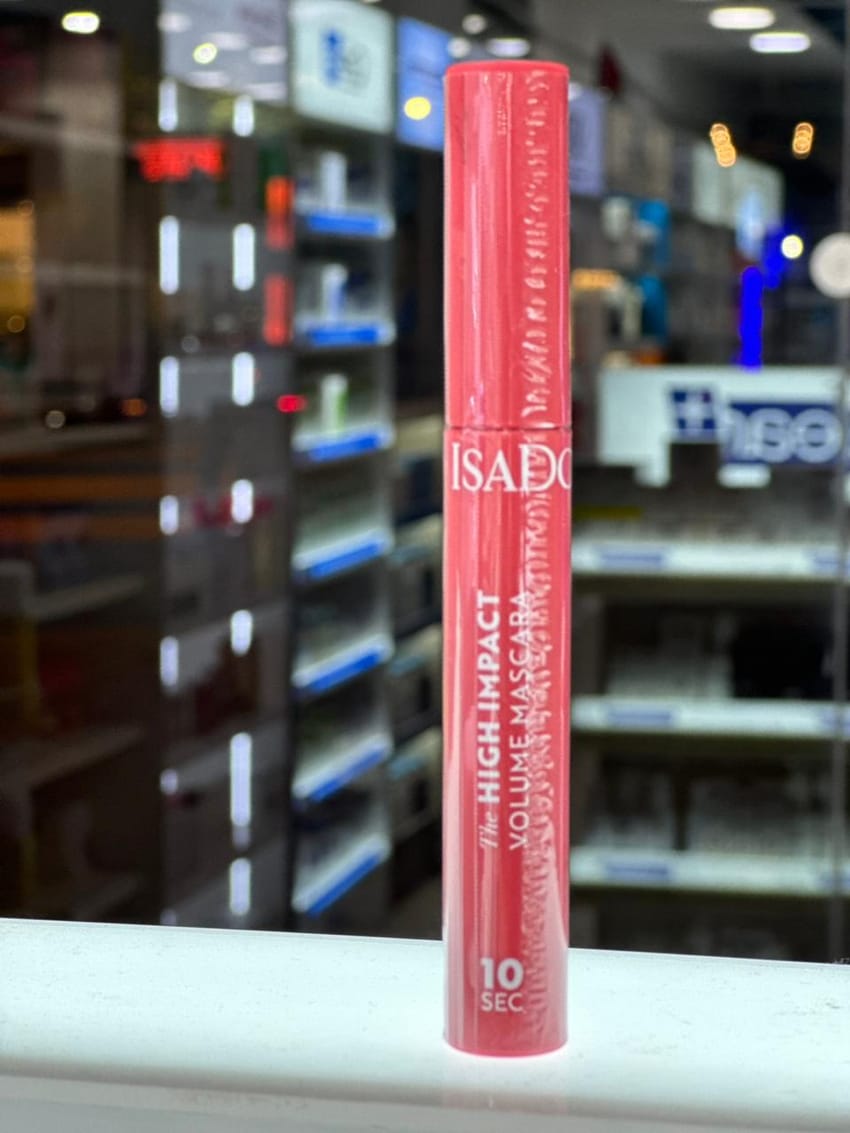 ISADO
The HIGH IMPACT
VOLUME MASCARA
10
SEC